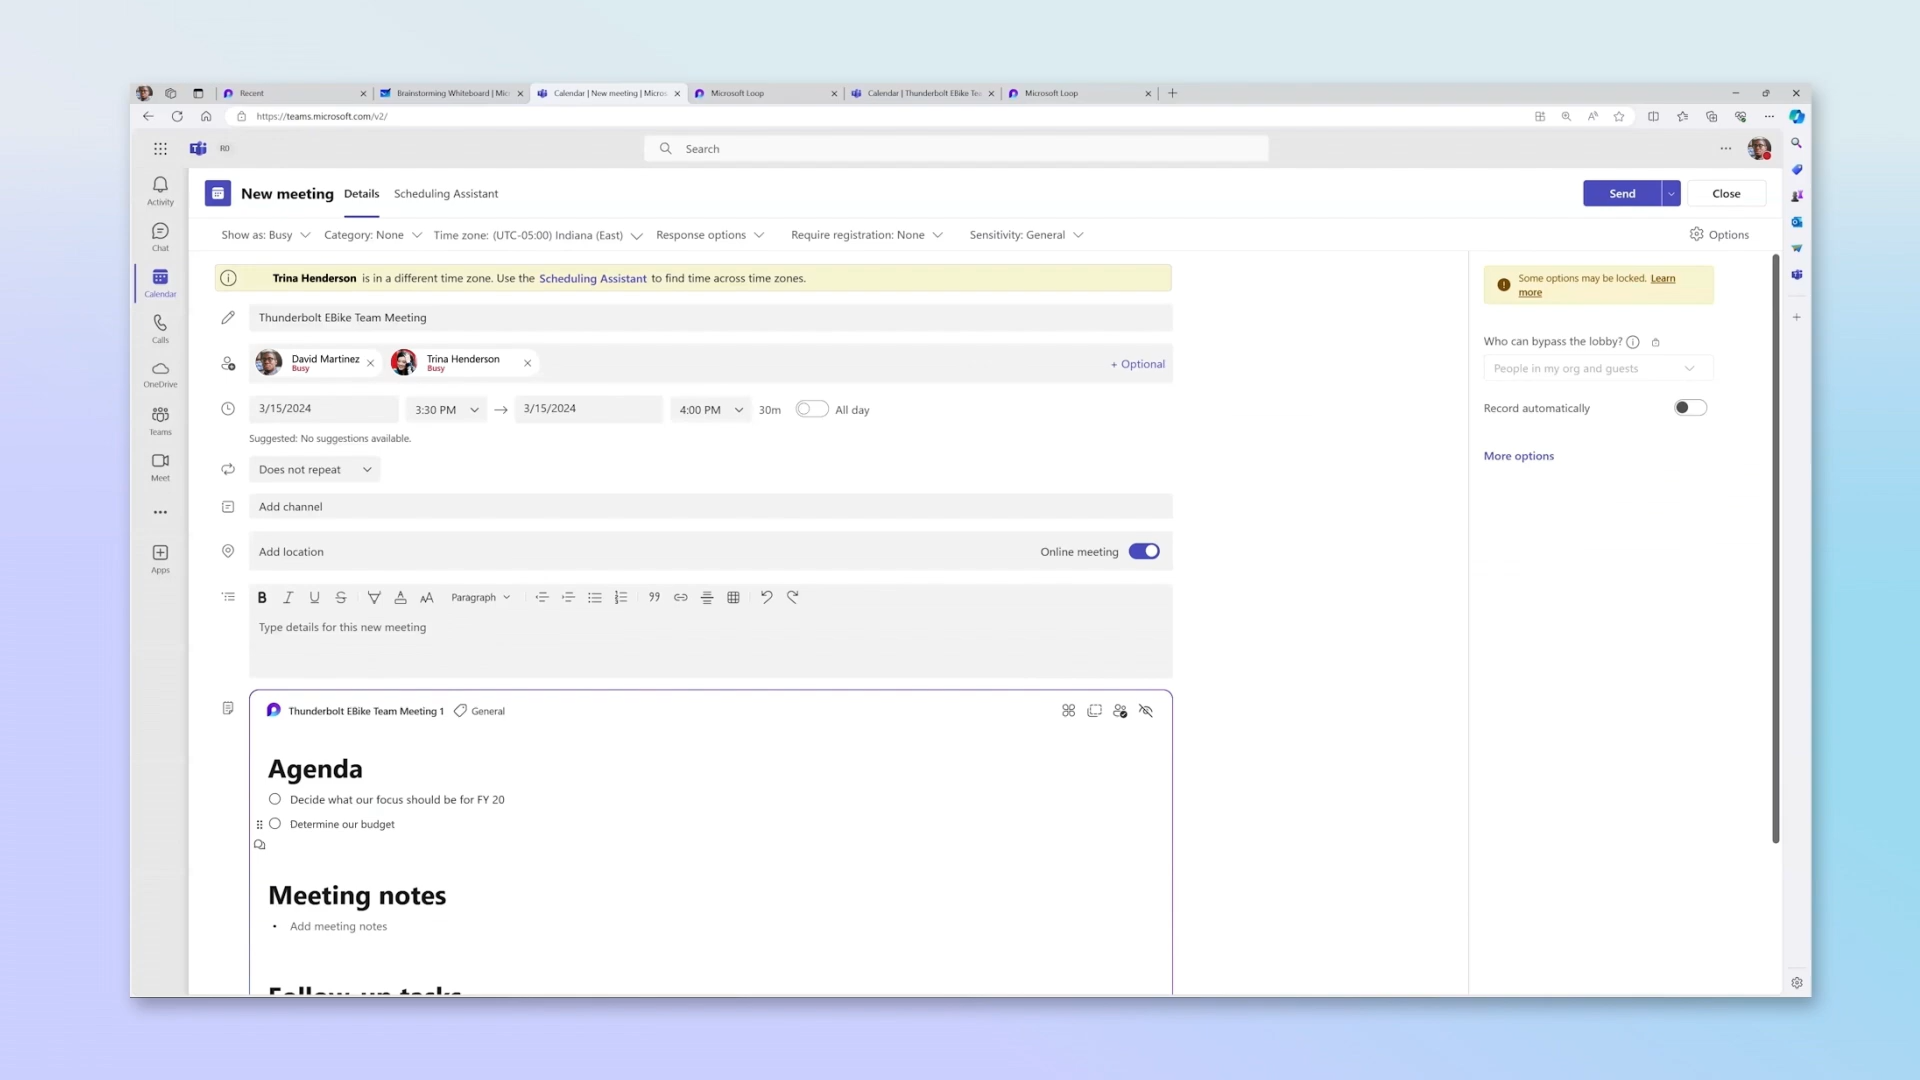 Recent
Brainstorming Whiteboard | Mic
Calendar | New meeting | Micros
Microsoft Loop
Calendar | Thunderbolt EBike Tea
Microsoft Loop
https://teams.microsoft.com/v2/
Search
Activity
Chat
Calendar
Calls
OneDrive
Teams
Meet
Apps
New meeting
Details
Scheduling Assistant
Send
Close
Show as: Busy
Category: None
Time zone: (UTC-05:00) Indiana (East)
Response options
Require registration: None
Sensitivity: General
Options
Trina Henderson is in a different time zone. Use the Scheduling Assistant to find time across time zones.
Thunderbolt EBike Team Meeting
David Martinez
Busy
Trina Henderson
Busy
+ Optional
3/15/2024
3:30 PM
3/15/2024
4:00 PM
30m
All day
Suggested: No suggestions available.
Does not repeat
Add channel
Add location
Online meeting
Paragraph
Type details for this new meeting
Thunderbolt EBike Team Meeting 1
General
Agenda
Decide what our focus should be for FY 20
Determine our budget
Meeting notes
• Add meeting notes
Follow-up tasks
Some options may be locked. Learn
more
Who can bypass the lobby?
People in my org and guests
Record automatically
More options